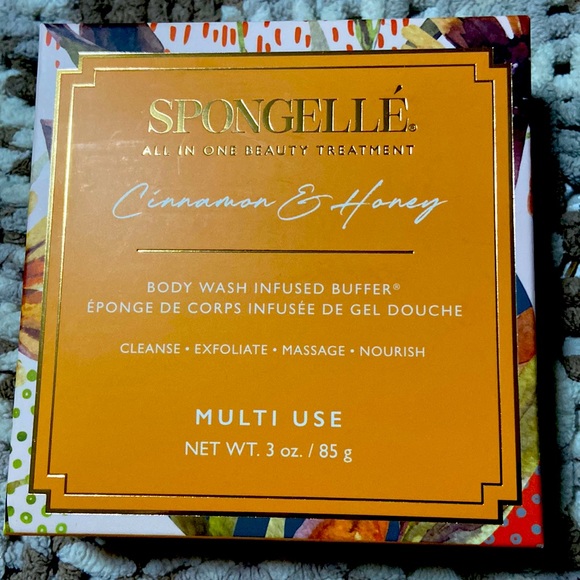 SPONGELLÉ®
ALL IN ONE BEAUTY TREATMENT
Cinnamon & Honey
BODY WASH INFUSED BUFFER®
ÉPONGE DE CORPS INFUSÉE DE GEL DOUCHE
CLEANSE • EXFOLIATE • MASSAGE • NOURISH
MULTI USE
NET WT. 3 oz. / 85 g